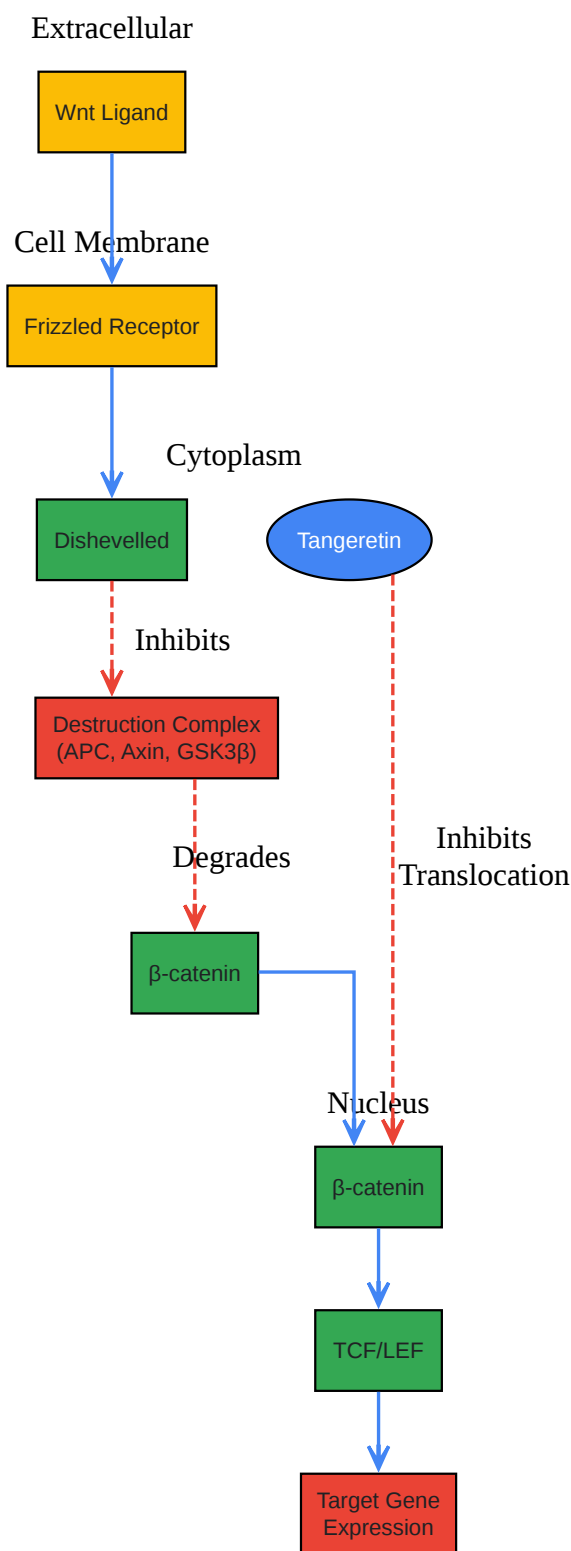 Extracellular
Wnt Ligand
Cell Membrane
Frizzled Receptor
Cytoplasm
Dishevelled
Tangeretin
Inhibits
Destruction Complex
(APC, Axin, GSK3β)
Inhibits
Translocation
Degrades
β-catenin
Nucleus
β-catenin
TCF/LEF
Target Gene
Expression